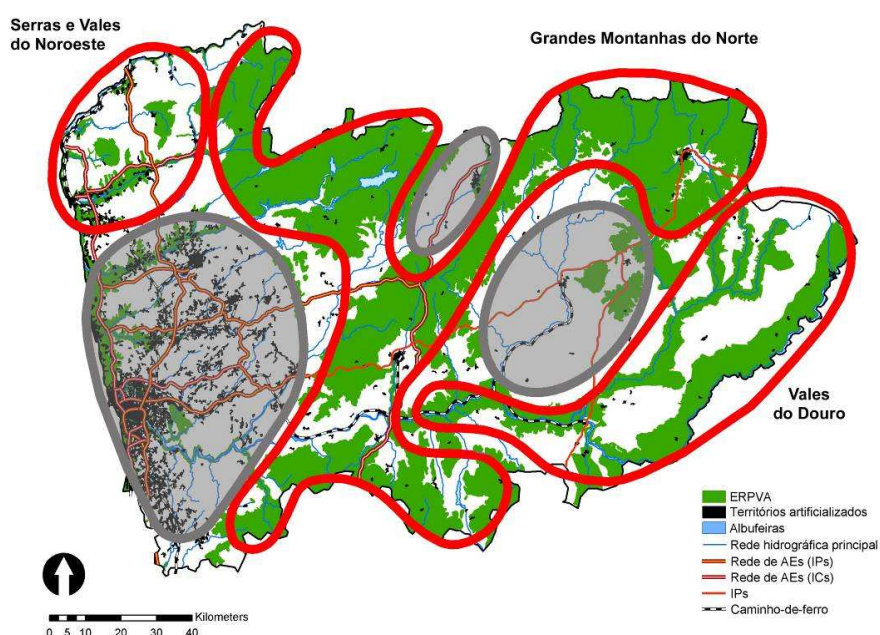 Serras e Vales
do Noroeste
Grandes Montanhas do Norte
Vales
do Douro
ERPVA
Territórios artificializados
Albufeiras
Rede hidrográfica principal
Rede de AEs (IPs)
Rede de AEs (ICs)
IPs
Caminho-de-ferro
Kilometers
0 5 10 20 30 40